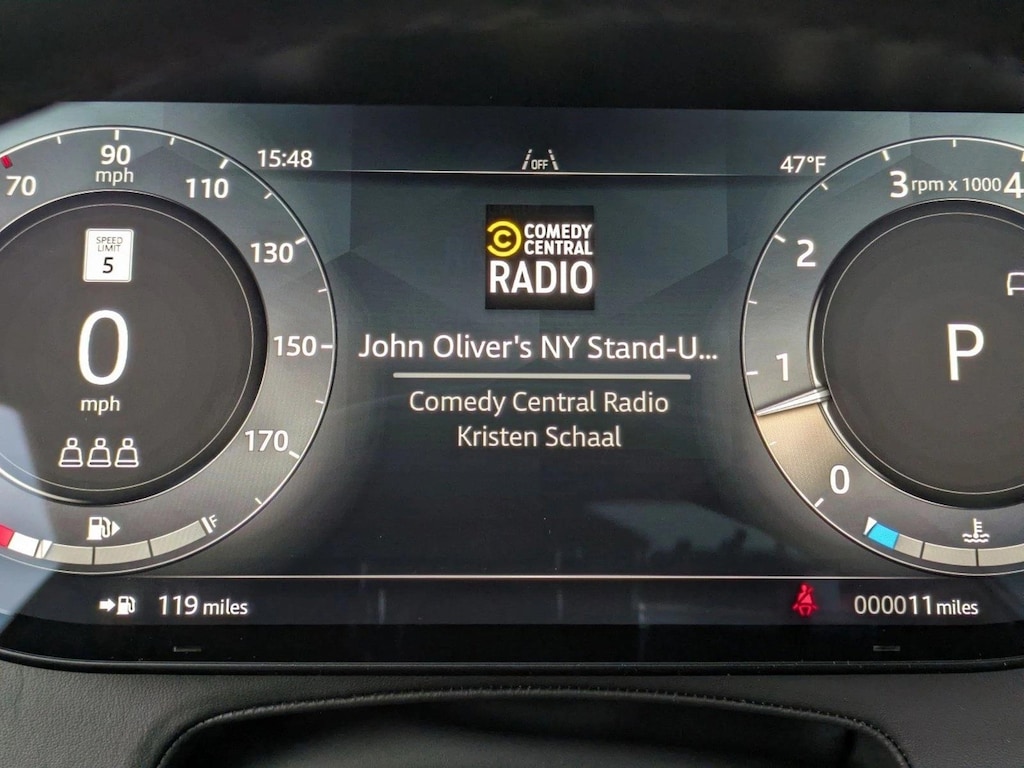 70
90
mph
110
130
150
170
SPEED
LIMIT
5
0
mph
F
15:48
OFF
47°F
COMEDY
CENTRAL
RADIO
John Oliver's NY Stand-U...
Comedy Central Radio
Kristen Schaal
3 rpm x 1000 4
2
1
0
P
119 miles
000011 miles